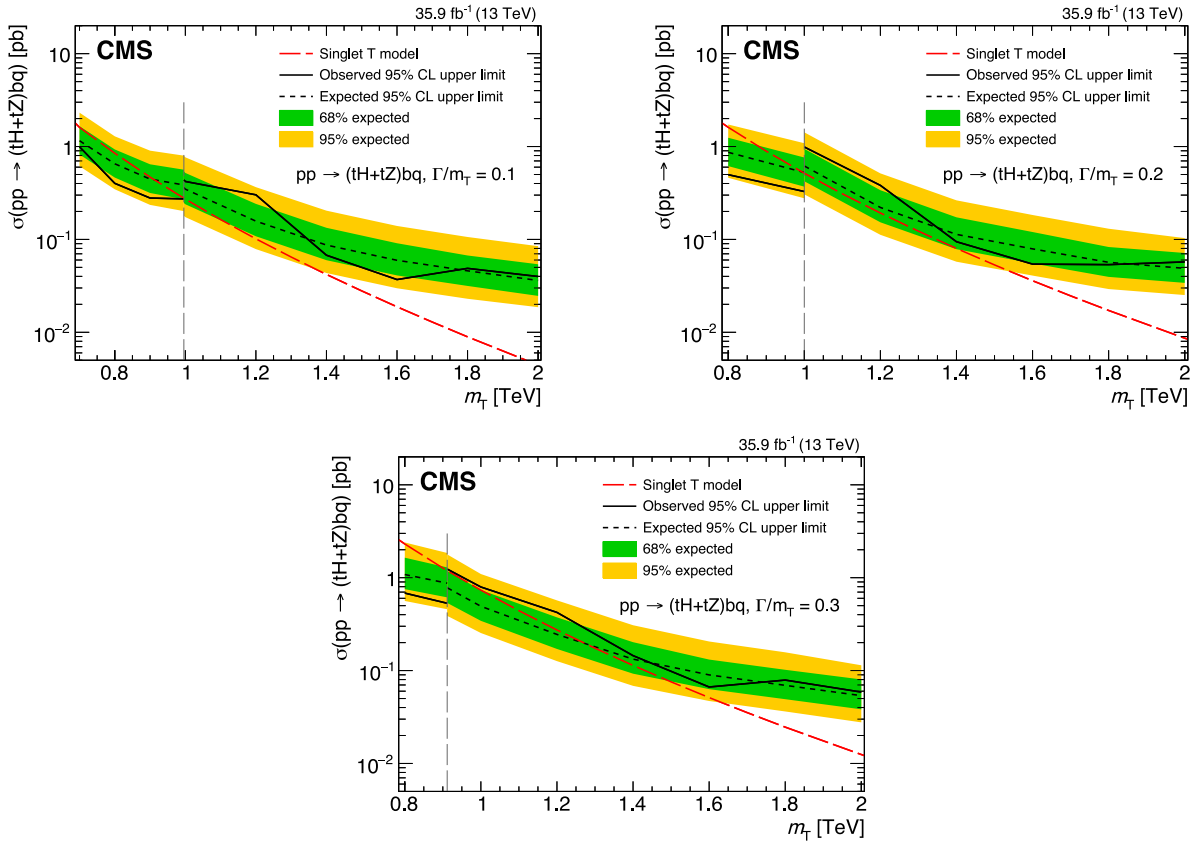 35.9 fb⁻¹ (13 TeV)
σ(pp → (tH+tZ)bq) [pb]
CMS
Singlet T model
Observed 95% CL upper limit
Expected 95% CL upper limit
68% expected
95% expected
pp → (tH+tZ)bq, Γ/m_T = 0.1
10
1
10⁻¹
10⁻²
0.8 1 1.2 1.4 1.6 1.8 2
m_T [TeV]
35.9 fb⁻¹ (13 TeV)
σ(pp → (tH+tZ)bq) [pb]
CMS
Singlet T model
Observed 95% CL upper limit
Expected 95% CL upper limit
68% expected
95% expected
pp → (tH+tZ)bq, Γ/m_T = 0.2
10
1
10⁻¹
10⁻²
0.8 1 1.2 1.4 1.6 1.8 2
m_T [TeV]
35.9 fb⁻¹ (13 TeV)
σ(pp → (tH+tZ)bq) [pb]
CMS
Singlet T model
Observed 95% CL upper limit
Expected 95% CL upper limit
68% expected
95% expected
pp → (tH+tZ)bq, Γ/m_T = 0.3
10
1
10⁻¹
10⁻²
0.8 1 1.2 1.4 1.6 1.8 2
m_T [TeV]